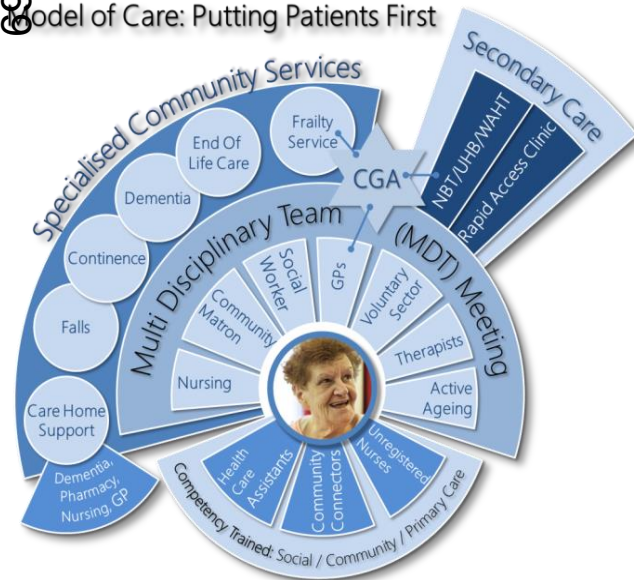 Model of Care: Putting Patients First
Specialised Community Services
Secondary Care
NBT/UHB/WAHT
Rapid Access Clinic
Frailty
Service
End Of
Life Care
Dementia
Continence
Falls
Care Home
Support
Dementia,
Pharmacy,
Nursing, GP
CGA
Multi Disciplinary Team
(MDT) Meeting
Nursing
Community
Matron
Social
Worker
GPs
Voluntary
Sector
Therapists
Active
Ageing
Health
Care
Assistants
Community
Connectors
Unregistered
Nurses
Competency Trained: Social / Community / Primary Care